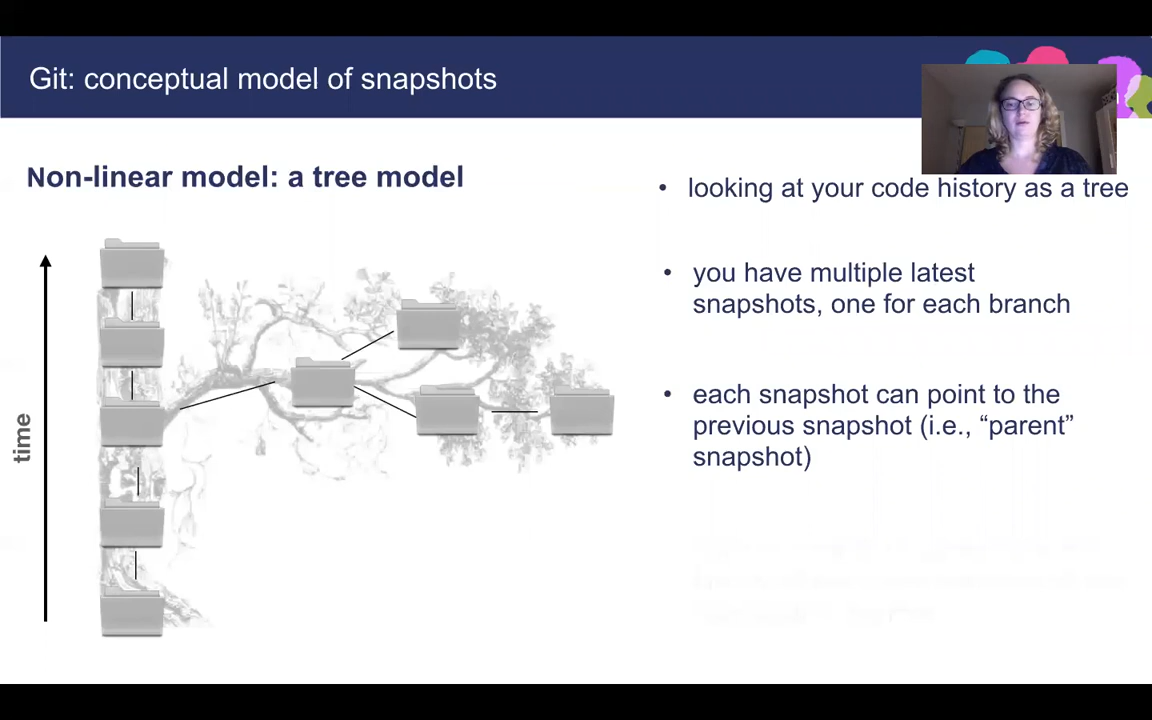 Git: conceptual model of snapshots
Non-linear model: a tree model
time
• looking at your code history as a tree
• you have multiple latest
snapshots, one for each branch
• each snapshot can point to the
previous snapshot (i.e., “parent”
snapshot)